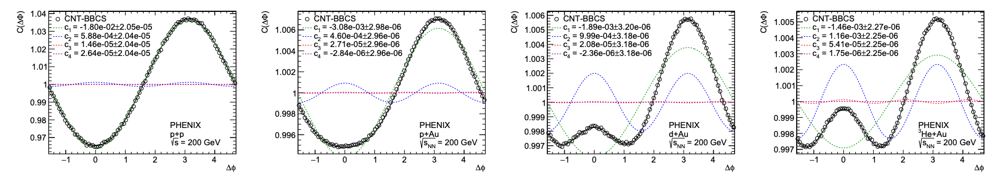 C(ΔΦ)
1.04
1.03
1.02
1.01
1
0.99
0.98
0.97
CNT-BBCS
c1 = -1.80e-02±2.05e-05
c2 = 5.88e-04±2.04e-05
c3 = 1.46e-05±2.04e-05
c4 = 2.64e-05±2.04e-05
PHENIX
p+p
√s = 200 GeV
−1 0 1 2 3 4
Δϕ
C(ΔΦ)
1.006
1.004
1.002
1
0.998
0.996
CNT-BBCS
c1 = -3.08e-03±2.98e-06
c2 = 4.60e-04±2.96e-06
c3 = 2.71e-05±2.96e-06
c4 = -2.84e-06±2.96e-06
PHENIX
p+Au
√sNN = 200 GeV
−1 0 1 2 3 4
Δϕ
C(ΔΦ)
1.006
1.005
1.004
1.003
1.002
1.001
1
0.999
0.998
0.997
CNT-BBCS
c1 = -1.89e-03±3.20e-06
c2 = 9.99e-04±3.18e-06
c3 = 2.08e-05±3.18e-06
c4 = -2.36e-06±3.18e-06
PHENIX
d+Au
√sNN = 200 GeV
−1 0 1 2 3 4
Δϕ
C(ΔΦ)
1.005
1.004
1.003
1.002
1.001
1
0.999
0.998
0.997
CNT-BBCS
c1 = -1.46e-03±2.27e-06
c2 = 1.16e-03±2.25e-06
c3 = 5.41e-05±2.25e-06
c4 = 1.75e-06±2.25e-06
PHENIX
3He+Au
√sNN = 200 GeV
−1 0 1 2 3 4
Δϕ